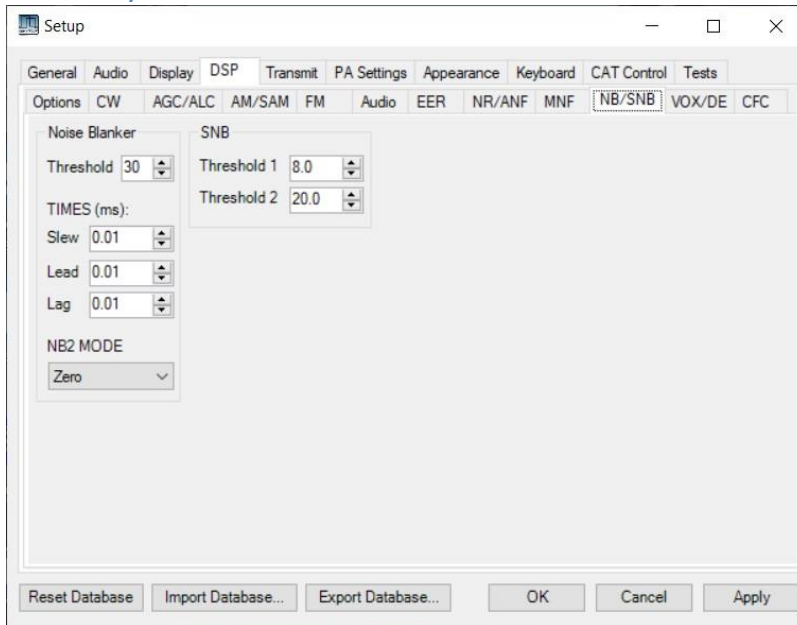 Setup
General Audio Display DSP Transmit PA Settings Appearance Keyboard CAT Control Tests
Options CW AGC/ALC AM/SAM FM Audio EER NR/ANF MNF NB/SNB VOX/DE CFC
Noise Blanker
Threshold 30
TIMES (ms):
Slew 0.01
Lead 0.01
Lag 0.01
NB2 MODE
Zero
SNB
Threshold 1 8.0
Threshold 2 20.0
Reset Database Import Database... Export Database... OK Cancel Apply